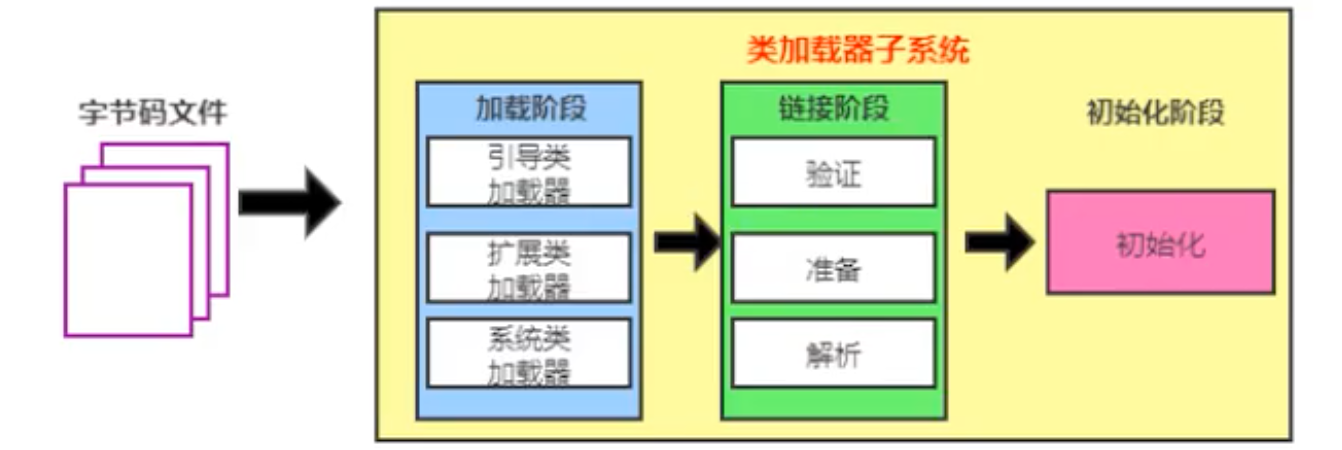 类加载器子系统
字节码文件
加载阶段
引导类
加载器
扩展类
加载器
系统类
加载器
链接阶段
验证
准备
解析
初始化阶段
初始化